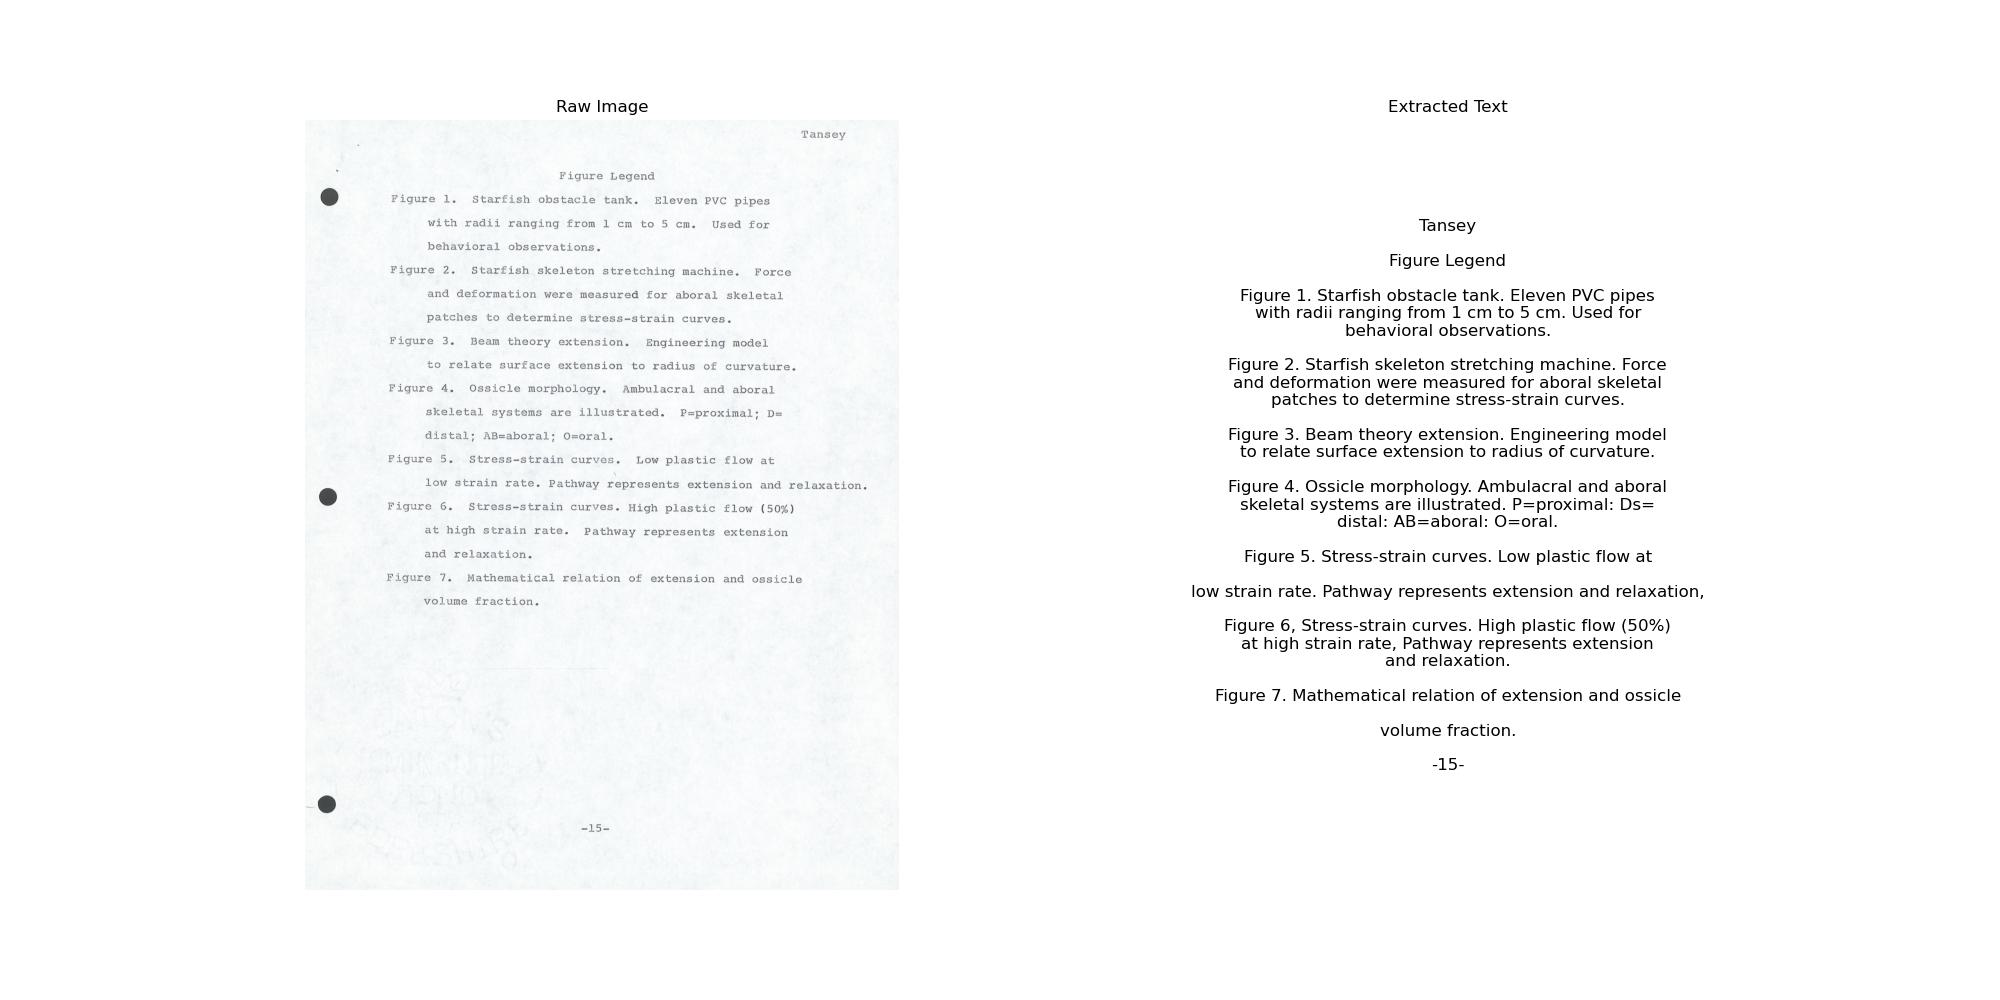 Raw Image
Tansey
Figure Legend
Figure 1.  Starfish obstacle tank.  Eleven PVC pipes
with radii ranging from 1 cm to 5 cm.  Used for
behavioral observations.
Figure 2.  Starfish skeleton stretching machine.  Force
and deformation were measured for aboral skeletal
patches to determine stress-strain curves.
Figure 3.  Beam theory extension.  Engineering model
to relate surface extension to radius of curvature.
Figure 4.  Ossicle morphology.  Ambulacral and aboral
skeletal systems are illustrated.  P=proximal; D=
distal; AB=aboral; O=oral.
Figure 5.  Stress-strain curves.  Low plastic flow at
low strain rate. Pathway represents extension and relaxation.
Figure 6.  Stress-strain curves. High plastic flow (50%)
at high strain rate.  Pathway represents extension
and relaxation.
Figure 7.  Mathematical relation of extension and ossicle
volume fraction.
-15-
Extracted Text
Tansey
Figure Legend
Figure 1. Starfish obstacle tank. Eleven PVC pipes
with radii ranging from 1 cm to 5 cm. Used for
behavioral observations.
Figure 2. Starfish skeleton stretching machine. Force
and deformation were measured for aboral skeletal
patches to determine stress-strain curves.
Figure 3. Beam theory extension. Engineering model
to relate surface extension to radius of curvature.
Figure 4. Ossicle morphology. Ambulacral and aboral
skeletal systems are illustrated. P=proximal: Ds=
distal: AB=aboral: O=oral.
Figure 5. Stress-strain curves. Low plastic flow at
low strain rate. Pathway represents extension and relaxation,
Figure 6, Stress-strain curves. High plastic flow (50%)
at high strain rate, Pathway represents extension
and relaxation.
Figure 7. Mathematical relation of extension and ossicle
volume fraction.
-15-